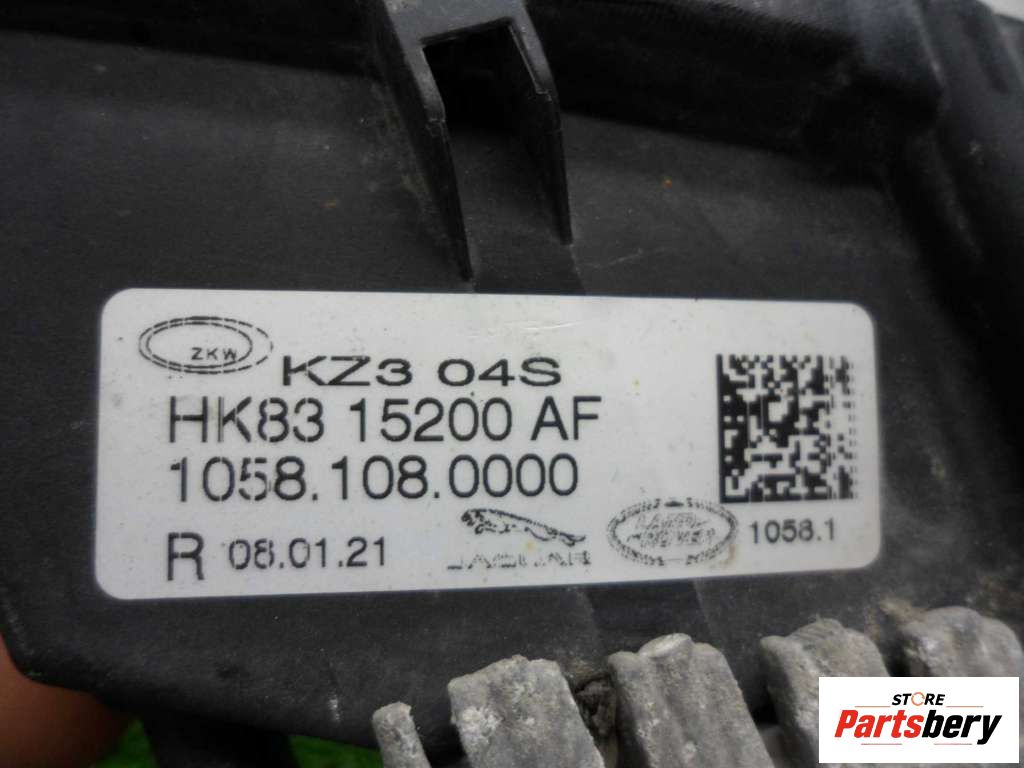 ZKW
KZ3 04S
HK83 15200 AF
1058.108.0000
R 08.01.21
JAGUAR
LAND ROVER
1058.1
STORE
Partsbery